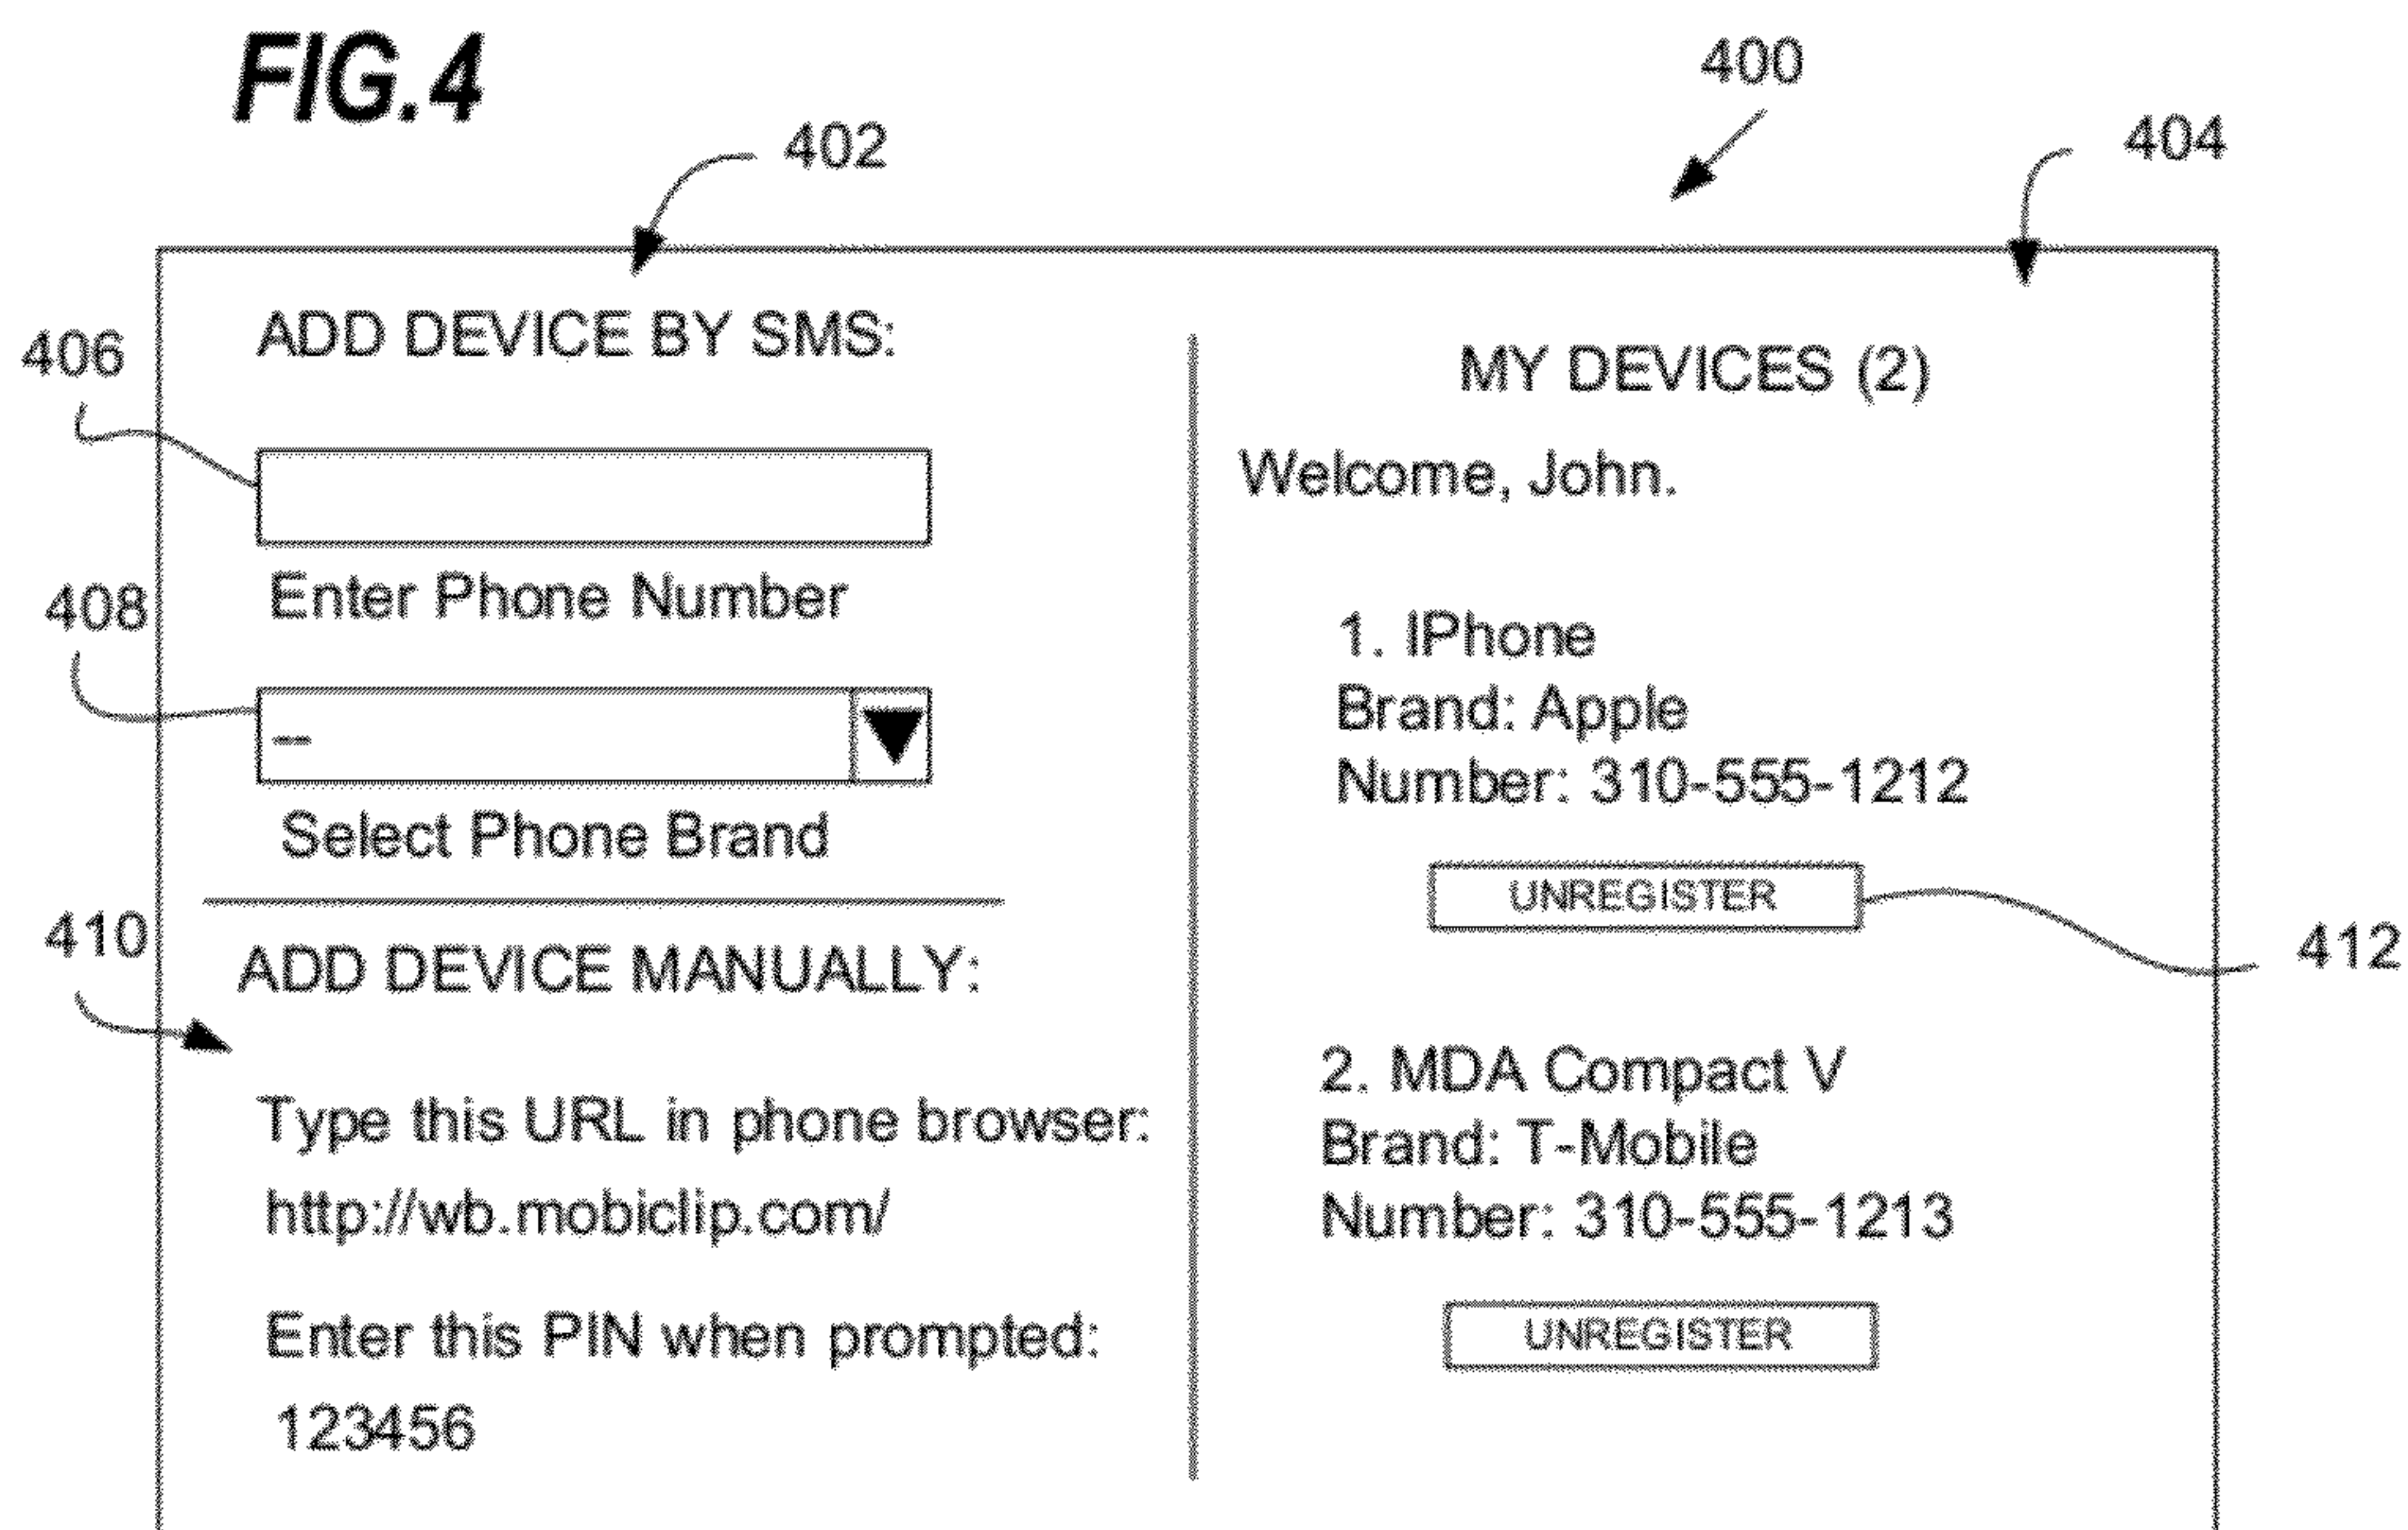 FIG.4
400
402
404
ADD DEVICE BY SMS:
406
Enter Phone Number
408
--
Select Phone Brand
410
ADD DEVICE MANUALLY:
Type this URL in phone browser:
http://wb.mobiclip.com/
Enter this PIN when prompted:
123456
MY DEVICES (2)
Welcome, John.
1. IPhone
Brand: Apple
Number: 310-555-1212
UNREGISTER
412
2. MDA Compact V
Brand: T-Mobile
Number: 310-555-1213
UNREGISTER